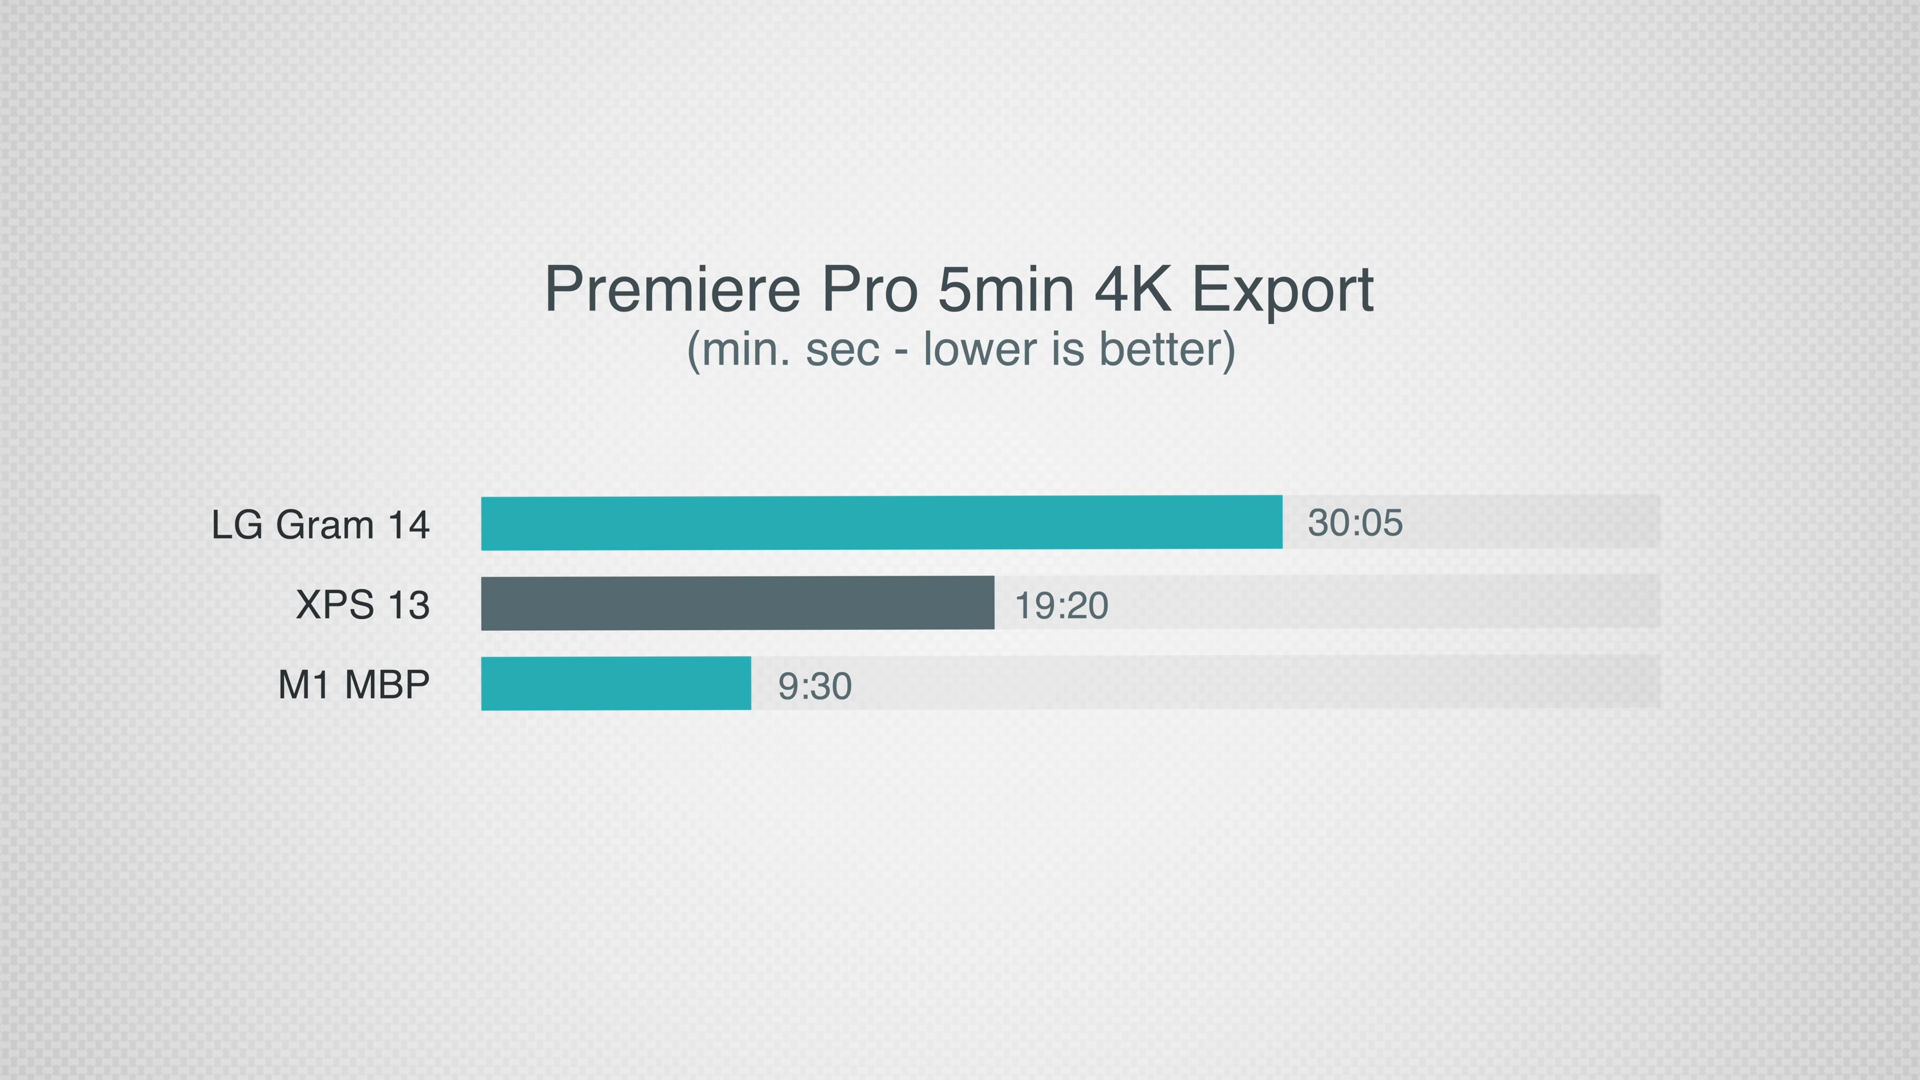 Premiere Pro 5min 4K Export
(min. sec - lower is better)
LG Gram 14 30:05
XPS 13 19:20
M1 MBP 9:30